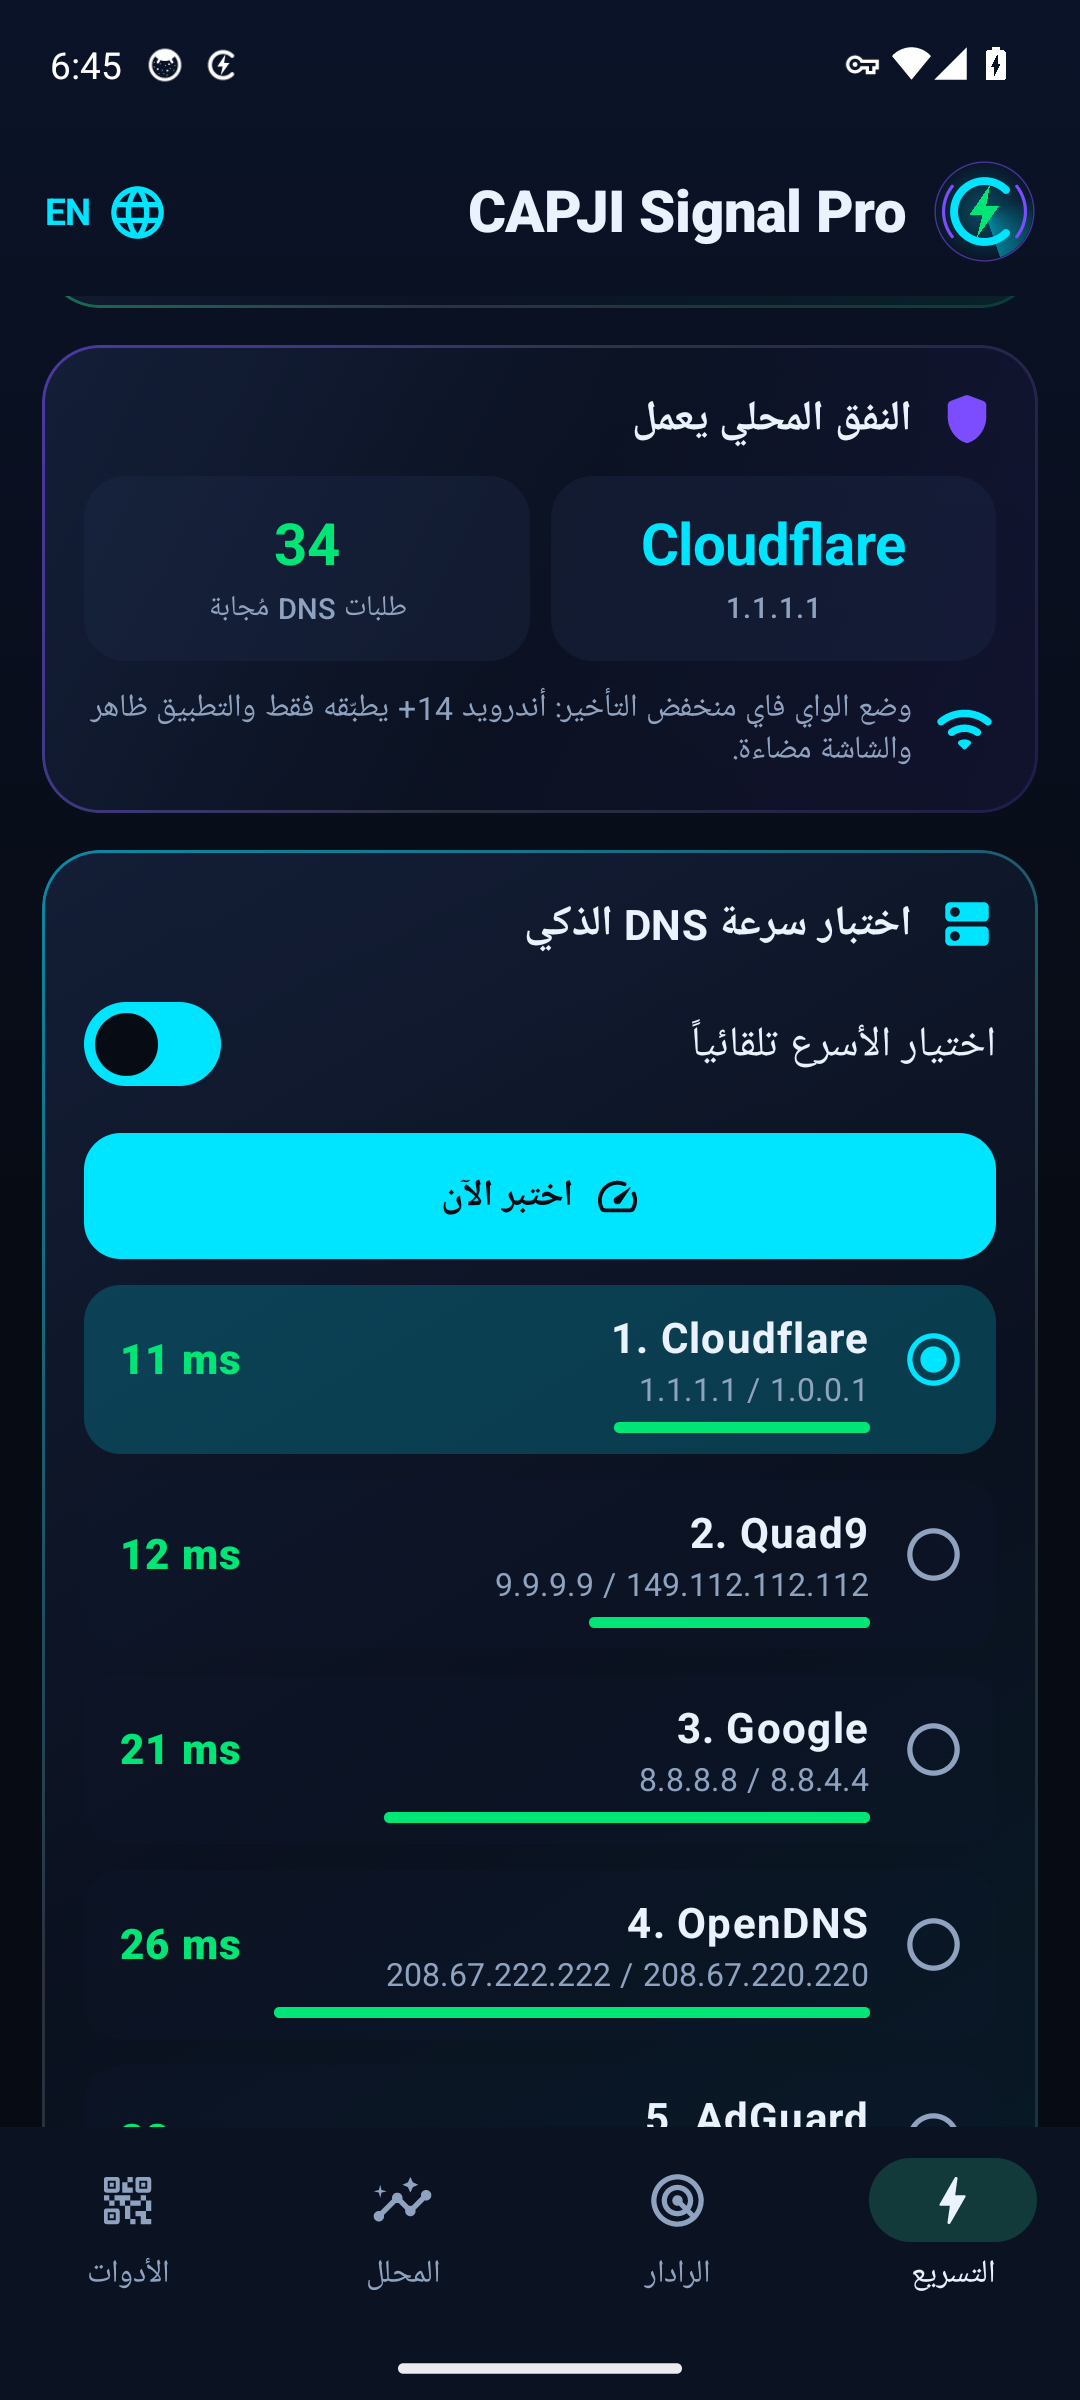 6:45
CAPJI Signal Pro
EN
النفق المحلي يعمل
Cloudflare
1.1.1.1
34
طلبات DNS مُجابة
وضع الواي فاي منخفض التأخير: أندرويد 14+ يطبّقه فقط والتطبيق ظاهر
والشاشة مضاءة.
اختبار سرعة DNS الذكي
اختيار الأسرع تلقائياً
اختبر الآن
1. Cloudflare
1.1.1.1 / 1.0.0.1
11 ms
2. Quad9
9.9.9.9 / 149.112.112.112
12 ms
3. Google
8.8.8.8 / 8.8.4.4
21 ms
4. OpenDNS
208.67.222.222 / 208.67.220.220
26 ms
5. AdGuard
التسريع
الرادار
المحلل
الأدوات